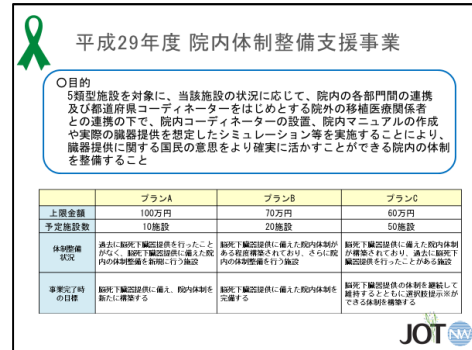 平成29年度 院内体制整備支援事業
〇目的
5類型施設を対象に、当該施設の状況に応じて、院内の各部門間の連携
及び都道府県コーディネーターをはじめとする院外の移植医療関係者
との連携の下で、院内コーディネーターの設置、院内マニュアルの作成
や実際の臓器提供を想定したシミュレーション等を実施することにより、
臓器提供に関する国民の意思をより確実に活かすことができる院内の体制
を整備すること
プランA プランB プランC
上限金額 100万円 70万円 60万円
予定施設数 10施設 20施設 50施設
体制整備
状況
過去に脳死下臓器提供を行ったこと
がなく、脳死下臓器提供に備えた院
内の体制整備を新規に行う施設
脳死下臓器提供に備えた院内体制が
ある程度構築されており、さらに院
内の体制整備を行う施設
脳死下臓器提供に備えた院内体制
が構築されており、過去に脳死下
臓器提供を行ったことがある施設
事業完了時
の目標
脳死下臓器提供に備え、院内体制を
新たに構築する
脳死下臓器提供に備えた院内体制を
完備する
脳死下臓器提供の体制を継続して
維持するとともに選択肢提示※が
できる体制を構築する
JOT NW